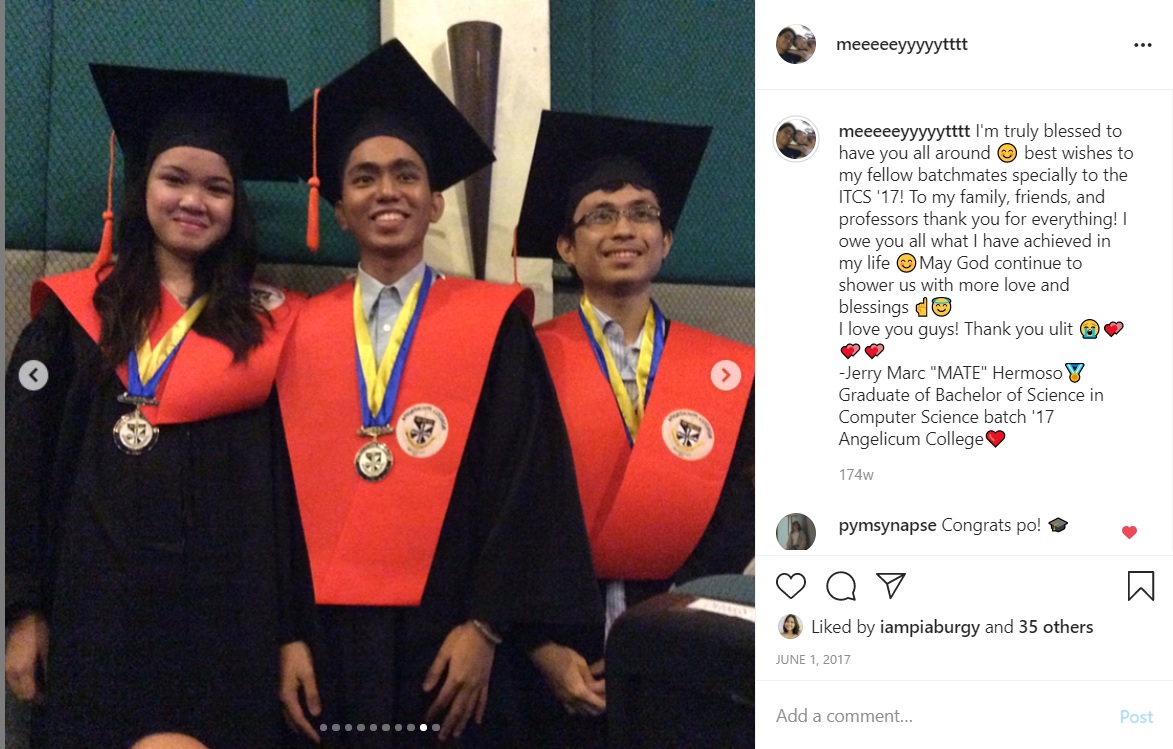 meeeeeyyyyytttt
meeeeeyyyyytttt I'm truly blessed to
have you all around 😊 best wishes to
my fellow batchmates specially to the
ITCS '17! To my family, friends, and
professors thank you for everything! I
owe you all what I have achieved in
my life 😊May God continue to
shower us with more love and
blessings ☝😇
I love you guys! Thank you ulit 😭💕
💕💕
-Jerry Marc "MATE" Hermoso🏅
Graduate of Bachelor of Science in
Computer Science batch '17
Angelicum College❤
174w
pymsynapse Congrats po! 🎓
Liked by iampiaburgy and 35 others
JUNE 1, 2017
Add a comment...
Post
ANGELICUM COLLEGE